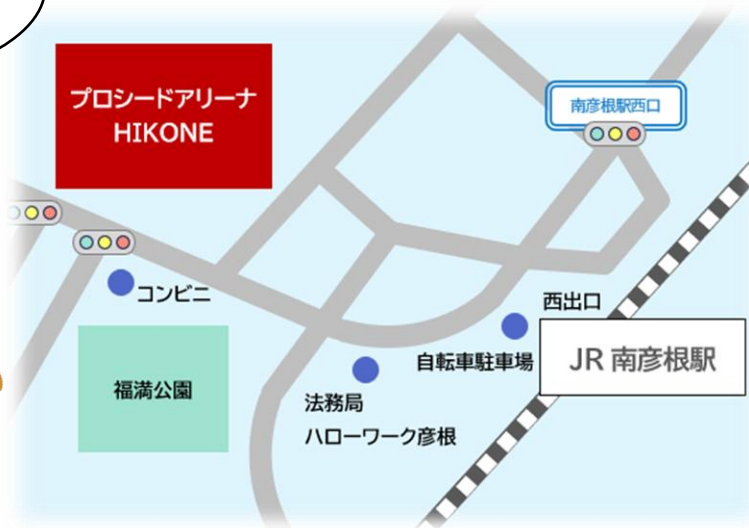 プロシードアリーナ
HIKONE
南彦根駅西口
コンビニ
西出口
自転車駐車場
JR 南彦根駅
福満公園
法務局
ハローワーク彦根